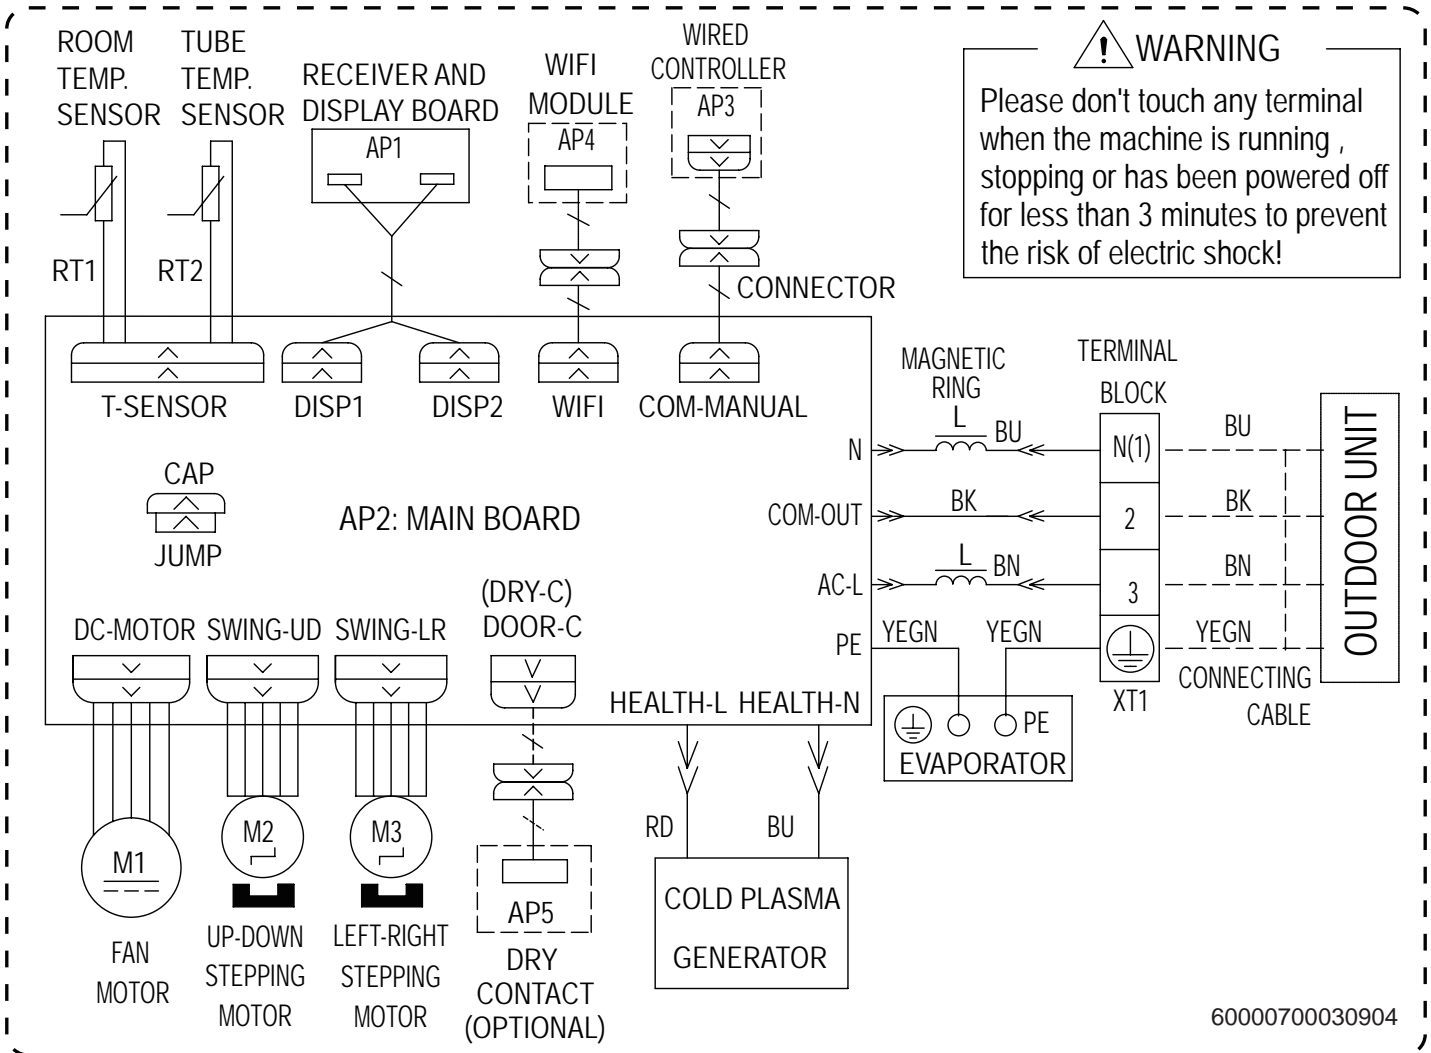 ROOM
TEMP.
SENSOR
TUBE
TEMP.
SENSOR
RECEIVER AND
DISPLAY BOARD
AP1
WIFI
MODULE
AP4
WIRED
CONTROLLER
AP3
WARNING
Please don't touch any terminal
when the machine is running ,
stopping or has been powered off
for less than 3 minutes to prevent
the risk of electric shock!
RT1
RT2
CONNECTOR
T-SENSOR
DISP1
DISP2
WIFI
COM-MANUAL
MAGNETIC
RING
TERMINAL
BLOCK
L
BU
N
N(1)
BU
CAP
JUMP
AP2: MAIN BOARD
COM-OUT
BK
2
BK
L
BN
AC-L
3
BN
OUTDOOR UNIT
PE
YEGN
YEGN
YEGN
XT1
CONNECTING
CABLE
PE
EVAPORATOR
DC-MOTOR
SWING-UD
SWING-LR
(DRY-C)
DOOR-C
HEALTH-L
HEALTH-N
RD
BU
M1
M2
M3
AP5
COLD PLASMA
GENERATOR
FAN
MOTOR
UP-DOWN
STEPPING
MOTOR
LEFT-RIGHT
STEPPING
MOTOR
DRY
CONTACT
(OPTIONAL)
60000700030904